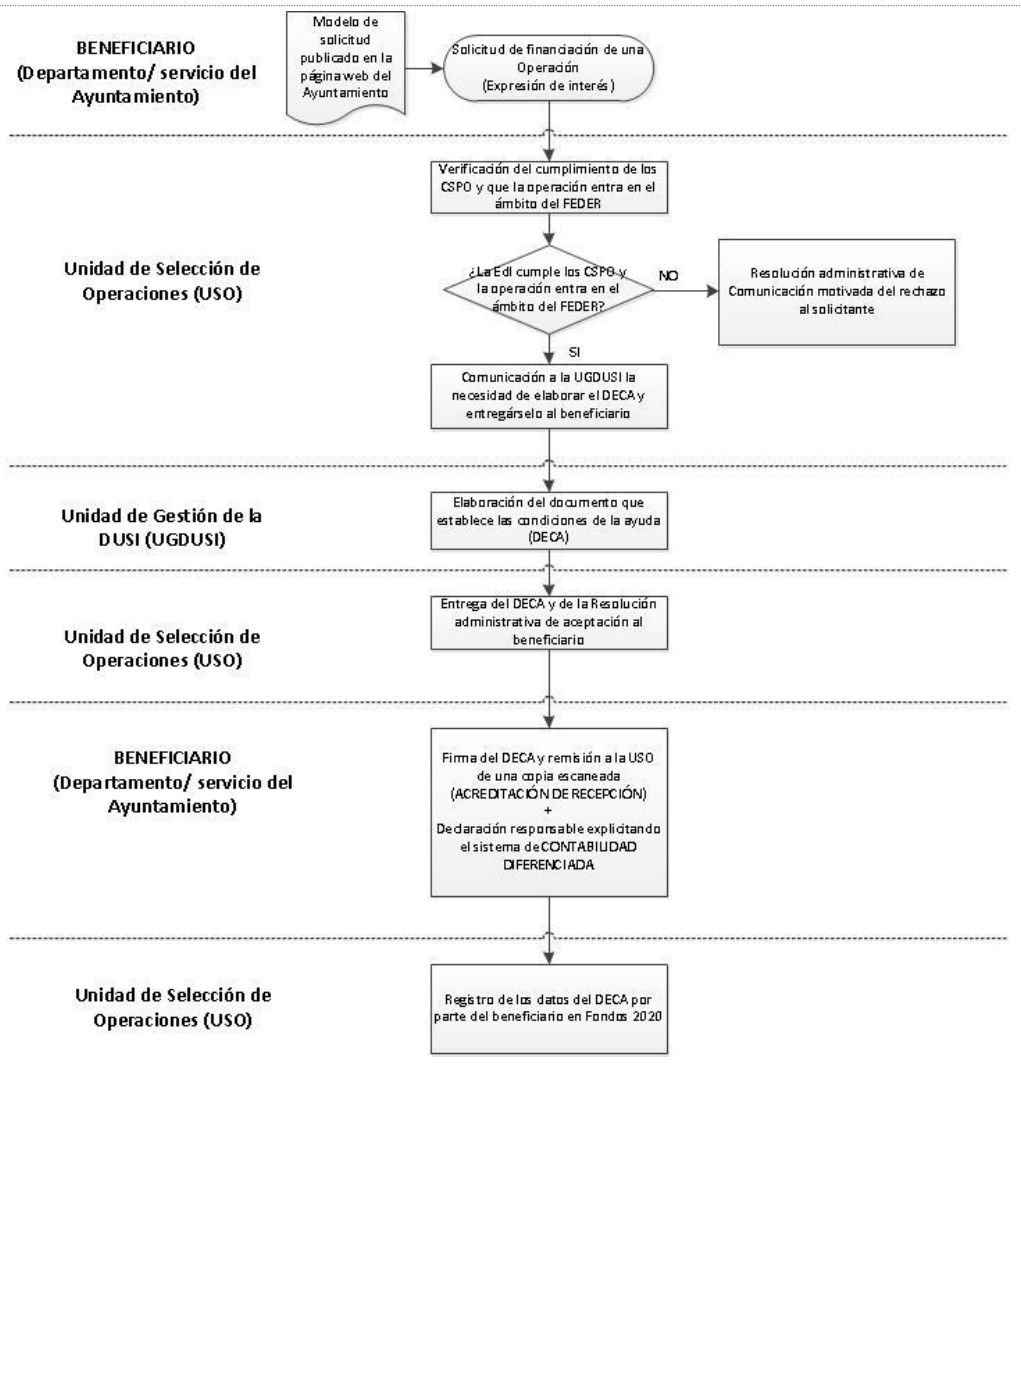 BENEFICIARIO
(Departamento/ servicio del
Ayuntamiento)
Modelo de
solicitud
publicado en la
página web del
Ayuntamiento
Solicitud de financiación de una
Operación
(Expresión de interés)
Unidad de Selección de
Operaciones (USO)
Verificación del cumplimiento de los
CSPO y que la operación entra en el
ámbito del FEDER
¿La EdI cumple los CSPO y
la operación entra en el
ámbito del FEDER?
NO
Resolución administrativa de
Comunicación motivada del rechazo
al solicitante
SI
Comunicación a la UGDUSI la
necesidad de elaborar el DECA y
entregárselo al beneficiario
Unidad de Gestión de la
DUSI (UGDUSI)
Elaboración del documento que
establece las condiciones de la ayuda
(DECA)
Unidad de Selección de
Operaciones (USO)
Entrega del DECA y de la Resolución
administrativa de aceptación al
beneficiario
BENEFICIARIO
(Departamento/ servicio del
Ayuntamiento)
Firma del DECA y remisión a la USO
de una copia escaneada
(ACREDITACIÓN DE RECEPCIÓN)
+
Declaración responsable explicitando
el sistema de CONTABILIDAD
DIFERENCIADA
Unidad de Selección de
Operaciones (USO)
Registro de los datos del DECA por
parte del beneficiario en Fondos 2020